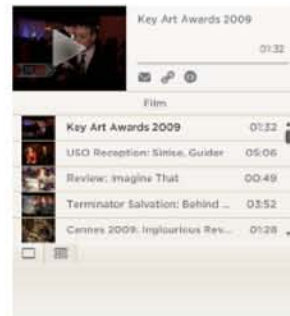 Key Art Awards 2009
01:32
Film
Key Art Awards 2009 01:32
USO Reception: Sinise, Guider 05:06
Review: Imagine That 00:49
Terminator Salvation: Behind ... 03:52
Cannes 2009: Inglourious Rev... 01:28